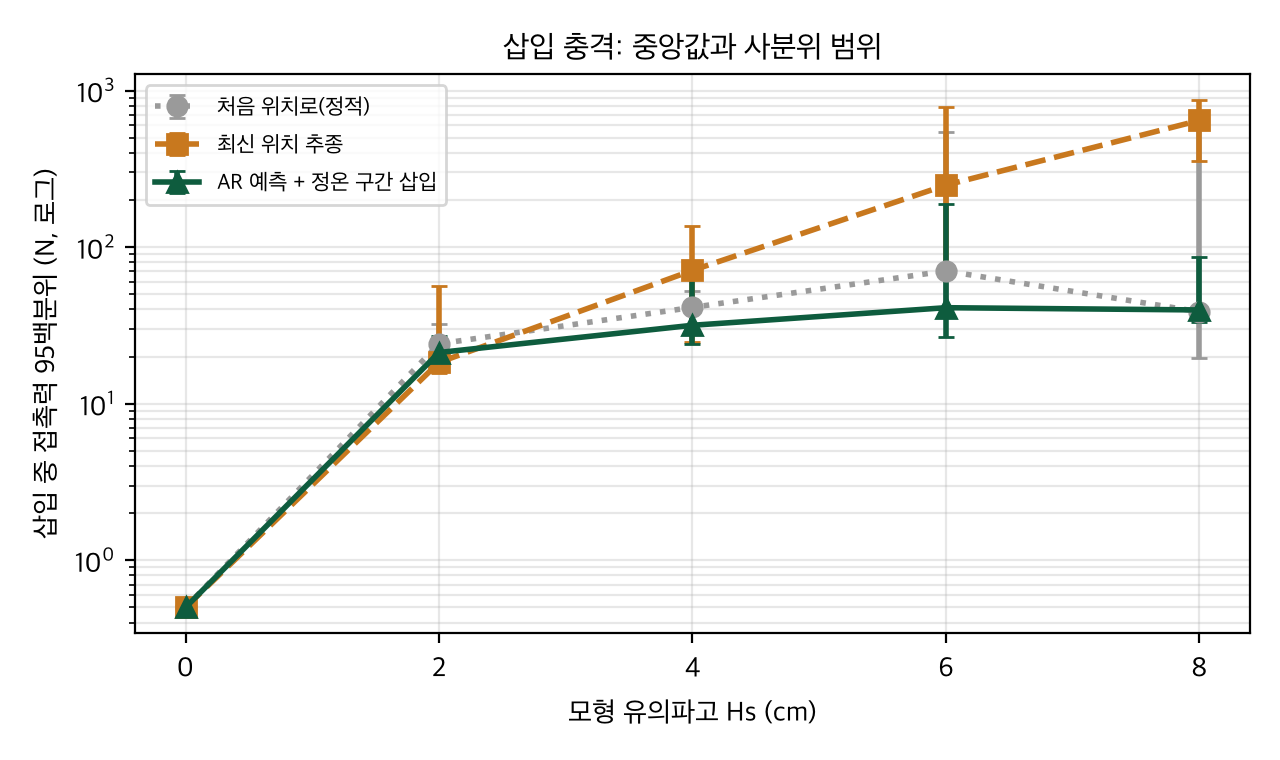 삽입 충격: 중앙값과 사분위 범위
처음 위치로(정적)
최신 위치 추종
AR 예측 + 정온 구간 삽입
삽입 중 접촉력 95백분위 (N, 로그)
10³
10²
10¹
10⁰
0 2 4 6 8
모형 유의파고 Hs (cm)